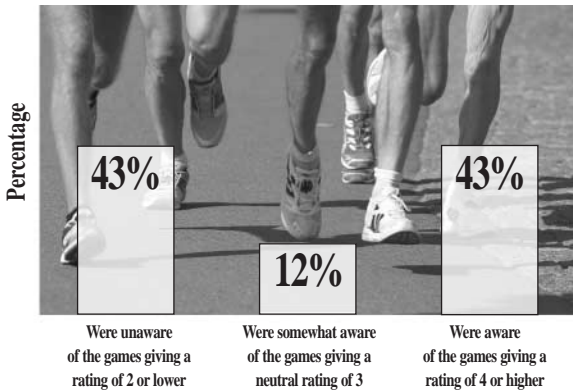 Percentage
43%
12%
43%
Were unaware
of the games giving a
rating of 2 or lower
Were somewhat aware
of the games giving a
neutral rating of 3
Were aware
of the games giving a
rating of 4 or higher